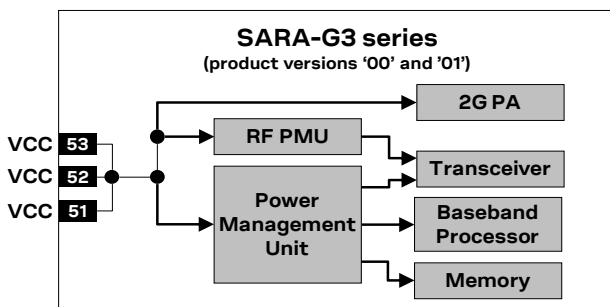 SARA-G3 series
(product versions ‘00’ and ’01’)
2G PA
VCC 53
RF PMU
Transceiver
VCC 52
VCC 51
Power
Management
Unit
Baseband
Processor
Memory